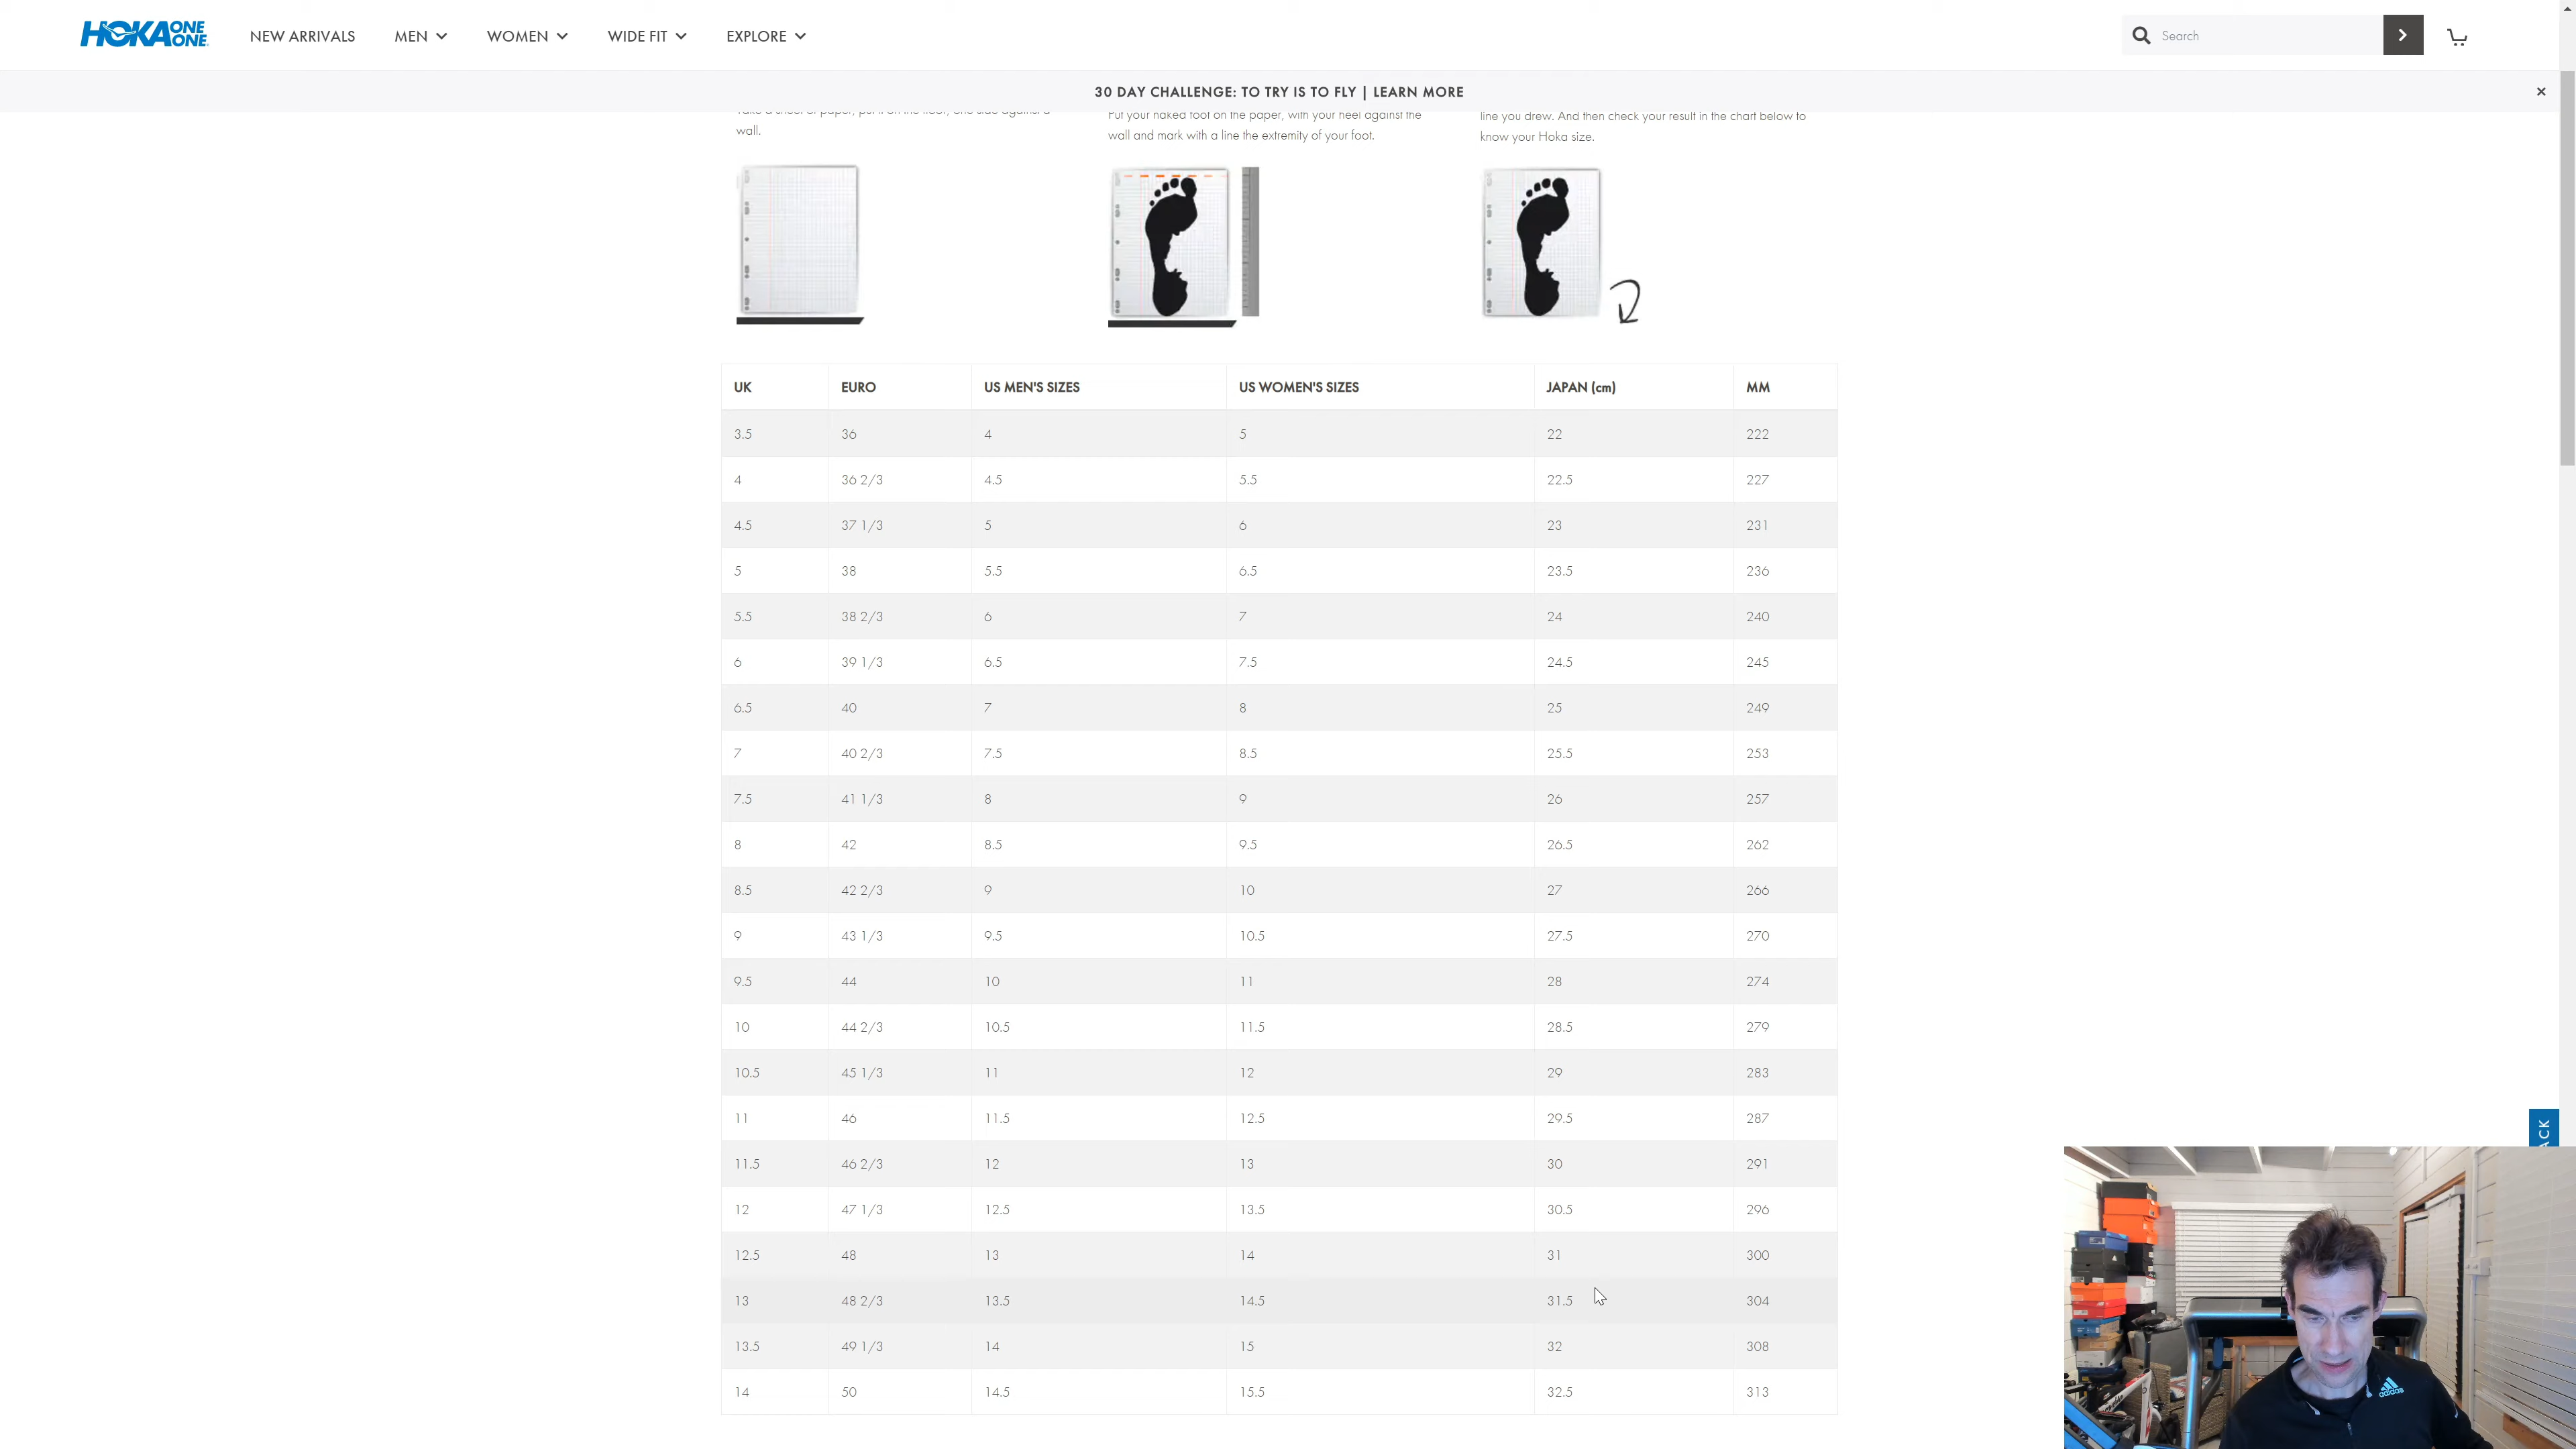 HOKA ONE ONE
NEW ARRIVALS
MEN
WOMEN
WIDE FIT
EXPLORE
Search
30 DAY CHALLENGE: TO TRY IS TO FLY | LEARN MORE
Take a sheet of paper, put it on the floor, one side against a
wall.
Put your naked foot on the paper, with your heel against the
wall and mark with a line the extremity of your foot.
line you drew. And then check your result in the chart below to
know your Hoka size.
UK EURO US MEN'S SIZES US WOMEN'S SIZES JAPAN (cm) MM
3.5 36 4 5 22 222
4 36 2/3 4.5 5.5 22.5 227
4.5 37 1/3 5 6 23 231
5 38 5.5 6.5 23.5 236
5.5 38 2/3 6 7 24 240
6 39 1/3 6.5 7.5 24.5 245
6.5 40 7 8 25 249
7 40 2/3 7.5 8.5 25.5 253
7.5 41 1/3 8 9 26 257
8 42 8.5 9.5 26.5 262
8.5 42 2/3 9 10 27 266
9 43 1/3 9.5 10.5 27.5 270
9.5 44 10 11 28 274
10 44 2/3 10.5 11.5 28.5 279
10.5 45 1/3 11 12 29 283
11 46 11.5 12.5 29.5 287
11.5 46 2/3 12 13 30 291
12 47 1/3 12.5 13.5 30.5 296
12.5 48 13 14 31 300
13 48 2/3 13.5 14.5 31.5 304
13.5 49 1/3 14 15 32 308
14 50 14.5 15.5 32.5 313
ACK
adidas